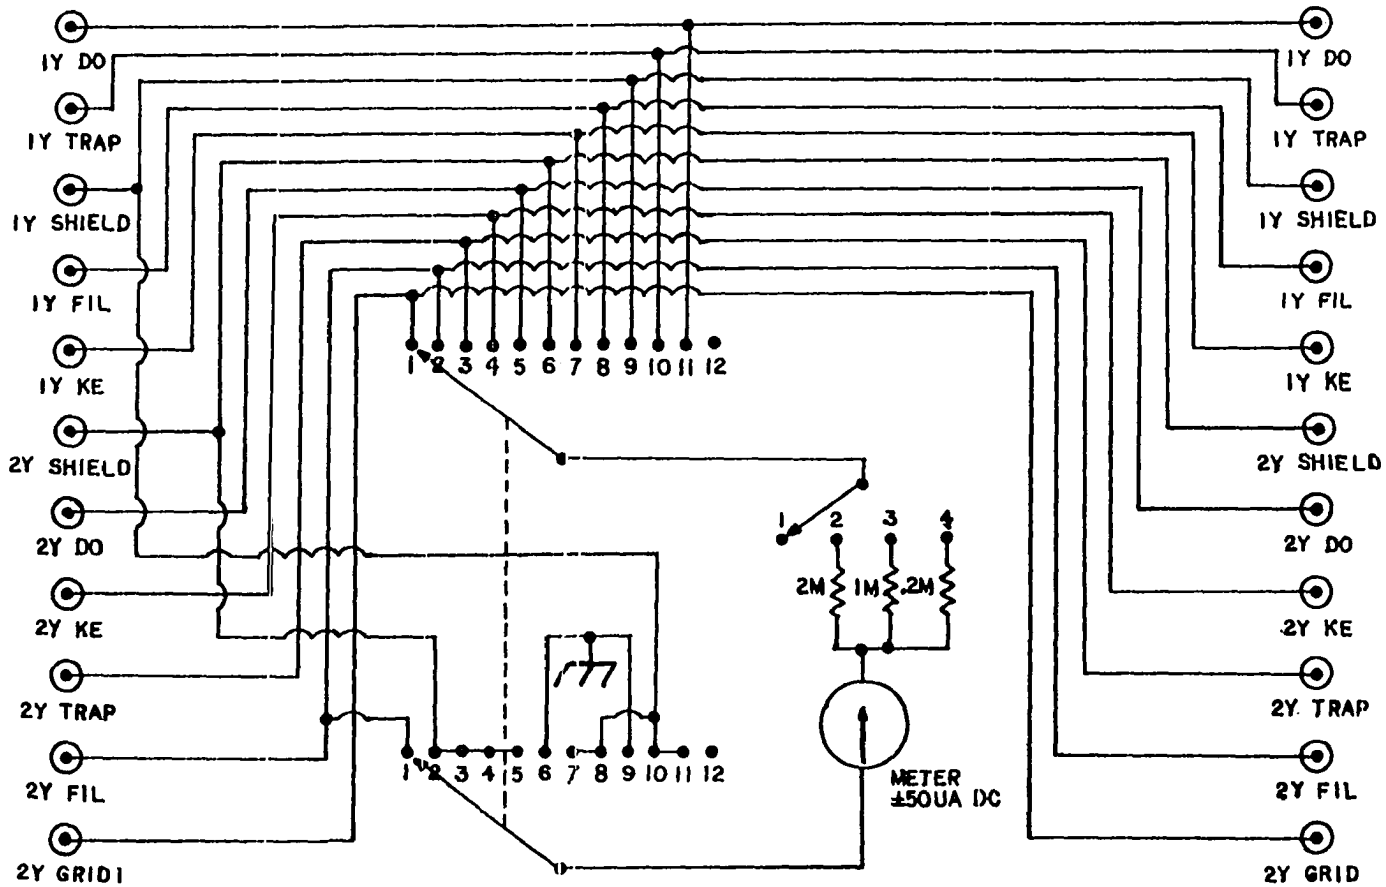 1Y DO
1Y DO
1Y TRAP
1Y TRAP
1Y SHIELD
1Y SHIELD
1Y FIL
1Y FIL
1 2 3 4 5 6 7 8 9 10 11 12
1Y KE
1Y KE
2Y SHIELD
2Y SHIELD
1 2 3 4
2Y DO
2Y DO
2M 1M .2M
2Y KE
2Y KE
2Y TRAP
2Y TRAP
1 2 3 4 5 6 7 8 9 10 11 12
METER
±50UA DC
2Y FIL
2Y FIL
2Y GRID1
2Y GRID